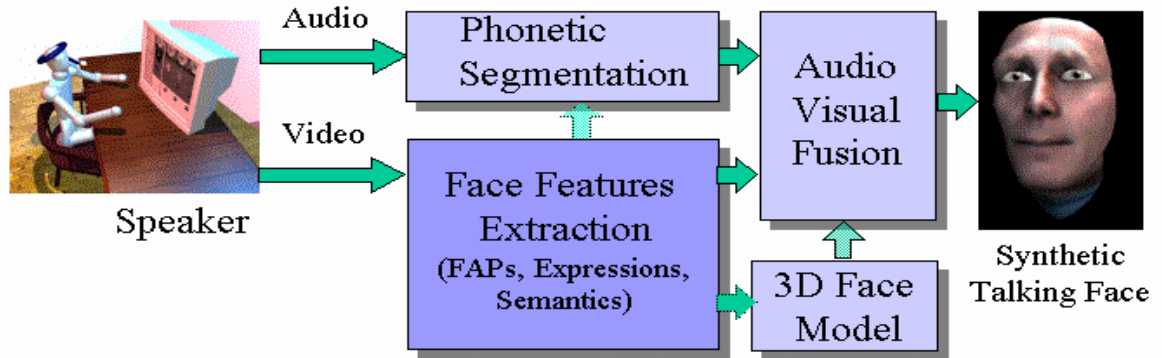 Audio
Video
Speaker
Phonetic
Segmentation
Face Features
Extraction
(FAPs, Expressions,
Semantics)
Audio
Visual
Fusion
3D Face
Model
Synthetic
Talking Face